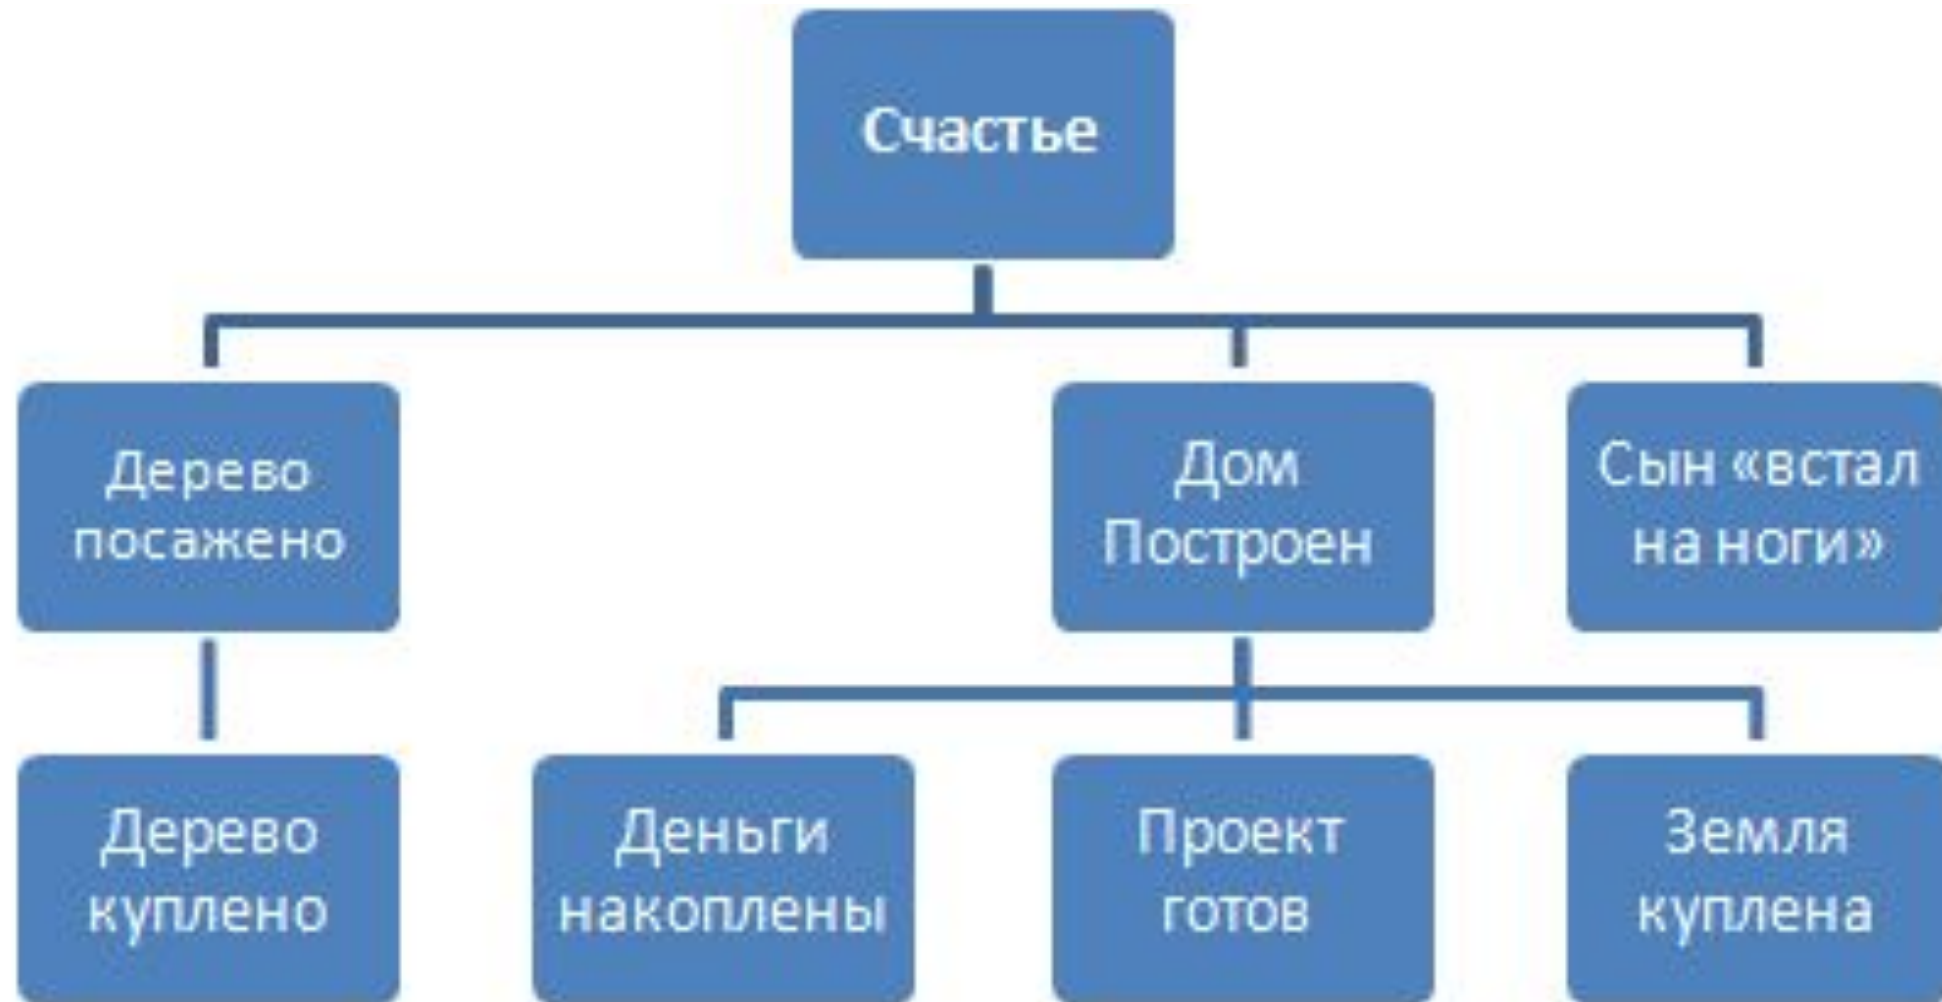 Счастье
Дерево
посажено
Дом
Построен
Сын «встал
на ноги»
Дерево
куплено
Деньги
накоплены
Проект
готов
Земля
куплена